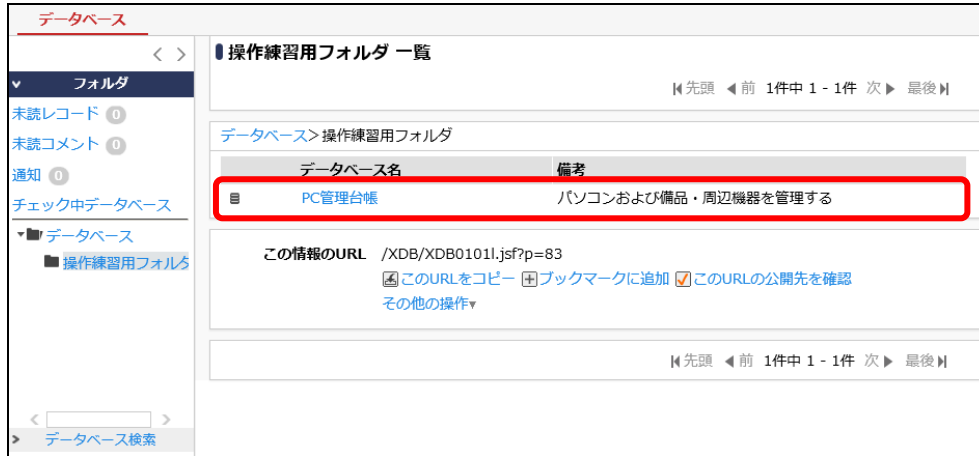 データベース
< >
フォルダ
未読レコード 0
未読コメント 0
通知 0
チェック中データベース
データベース
操作練習用フォルダ
データベース検索
操作練習用フォルダ 一覧
先頭 前 1件中 1 - 1件 次 最後
データベース>操作練習用フォルダ
データベース名 備考
PC管理台帳 パソコンおよび備品・周辺機器を管理する
この情報のURL /XDB/XDB0101l.jsf?p=83
このURLをコピー ブックマークに追加 このURLの公開先を確認
その他の操作▾
先頭 前 1件中 1 - 1件 次 最後